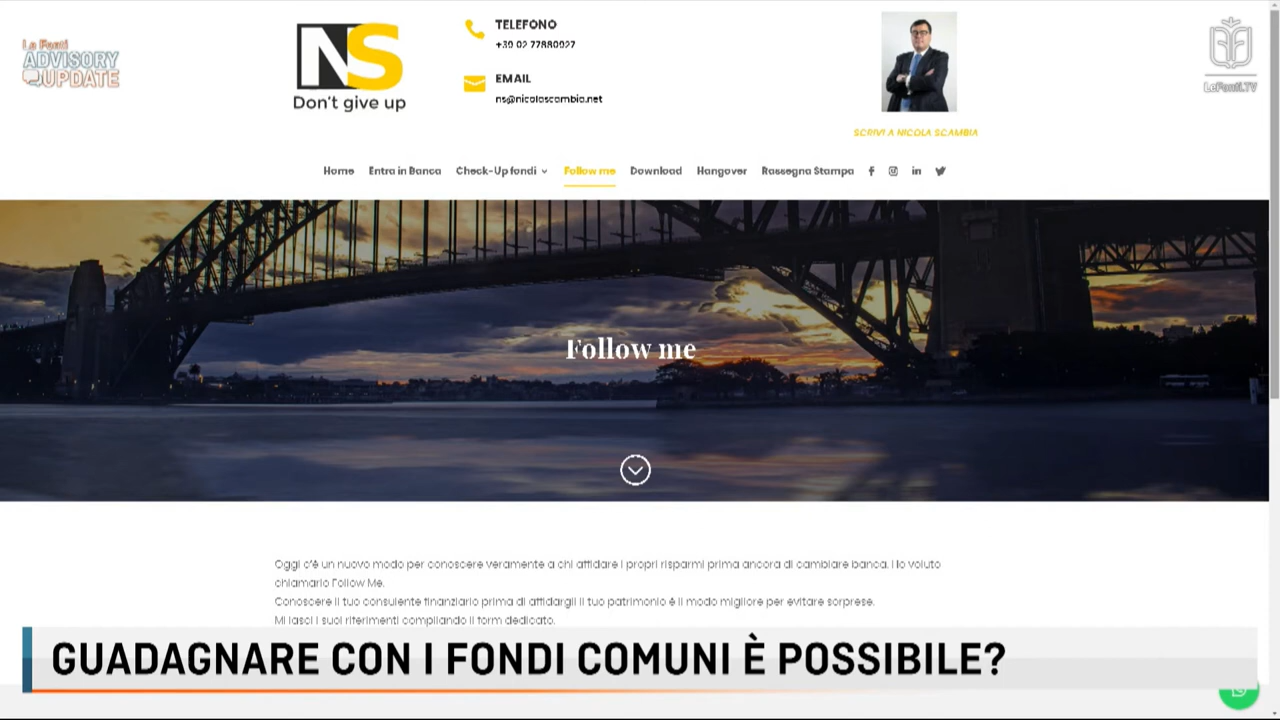 La Fonti
ADVISORY
UPDATE
NS
Don't give up
TELEFONO
+39 02 77880027
EMAIL
ns@nicolascambia.net
SCRIVI A NICOLA SCAMBIA
LeFonti.TV
Home Entra in Banca Check-Up fondi Follow me Download Hangover Rassegna Stampa
Follow me
Oggi c'è un nuovo modo per conoscere veramente a chi affidare i propri risparmi prima ancora di cambiare banca. Ho voluto
chiamarlo Follow Me.
Conoscere il tuo consulente finanziario prima di affidargli il tuo patrimonio è il modo migliore per evitare sorprese.
Mi lasci i suoi riferimenti compilando il form dedicato.
GUADAGNARE CON I FONDI COMUNI È POSSIBILE?